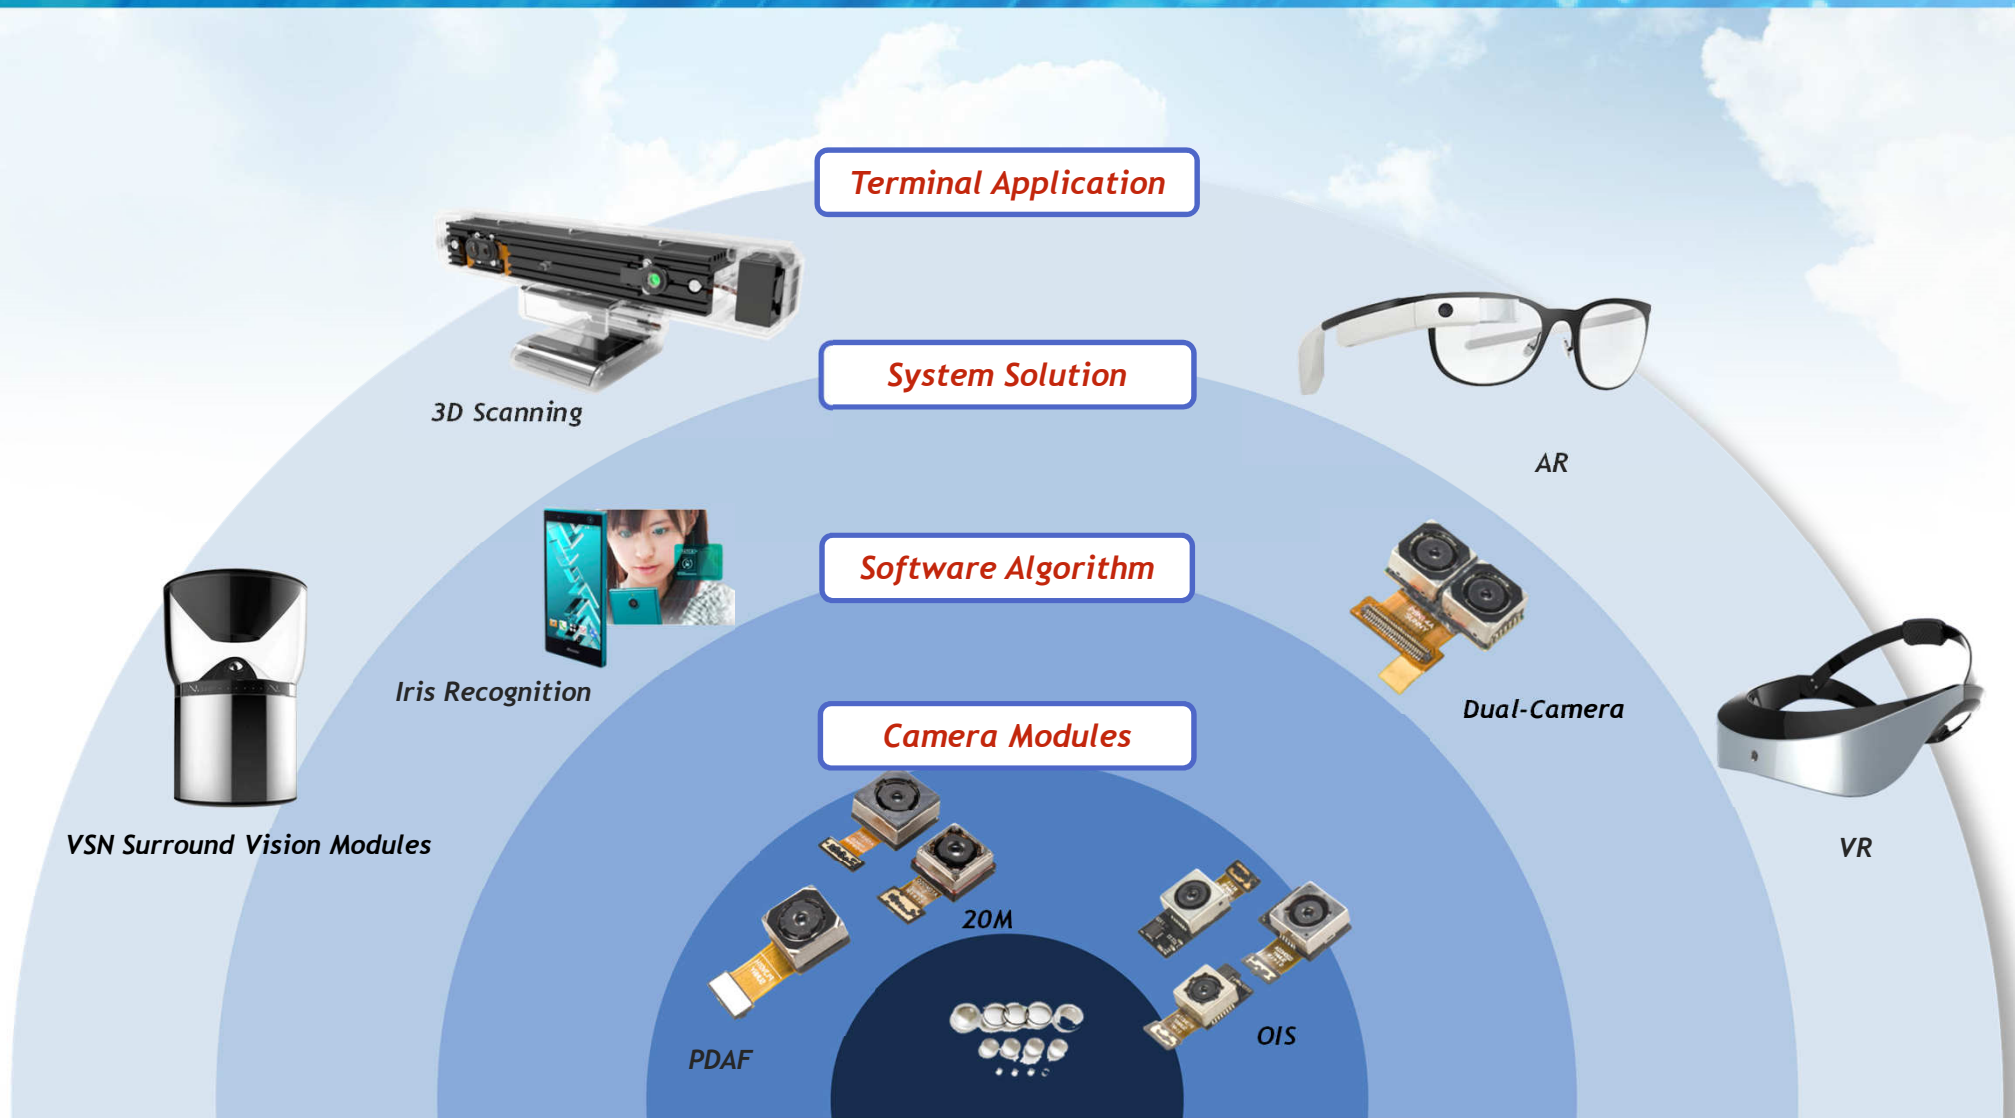 Terminal Application
System Solution
3D Scanning
AR
Software Algorithm
Iris Recognition
Dual-Camera
Camera Modules
VSN Surround Vision Modules
VR
20M
OIS
PDAF